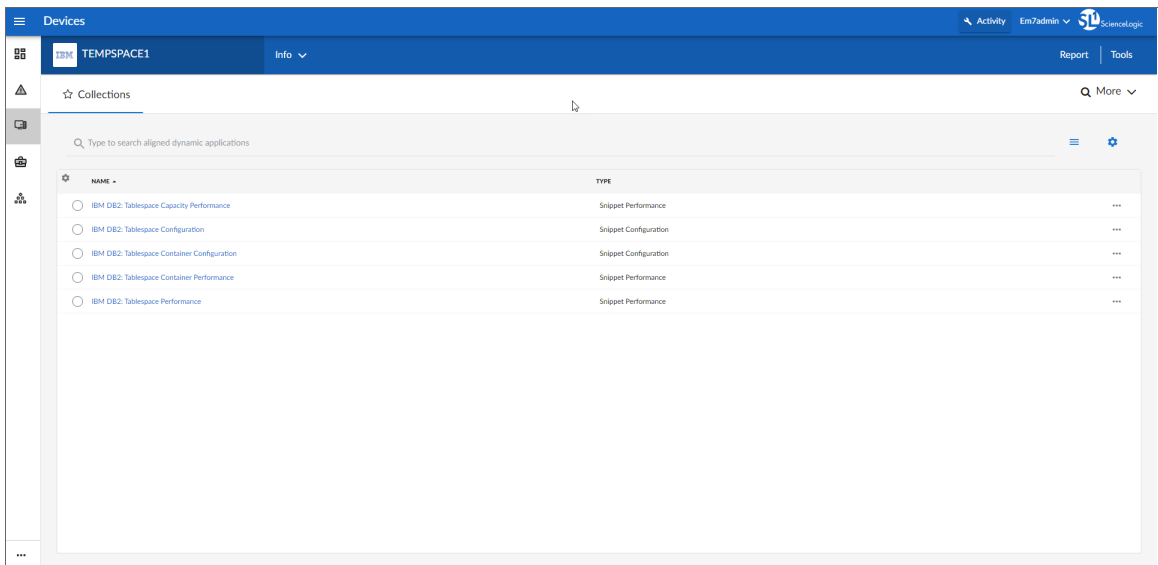 Devices
Activity
Em7admin
SL1 ScienceLogic
IBM
TEMPSPACE1
Info
Report
Tools
Collections
More
Type to search aligned dynamic applications
NAME
TYPE
IBM DB2: Tablespace Capacity Performance
Snippet Performance
IBM DB2: Tablespace Configuration
Snippet Configuration
IBM DB2: Tablespace Container Configuration
Snippet Configuration
IBM DB2: Tablespace Container Performance
Snippet Performance
IBM DB2: Tablespace Performance
Snippet Performance